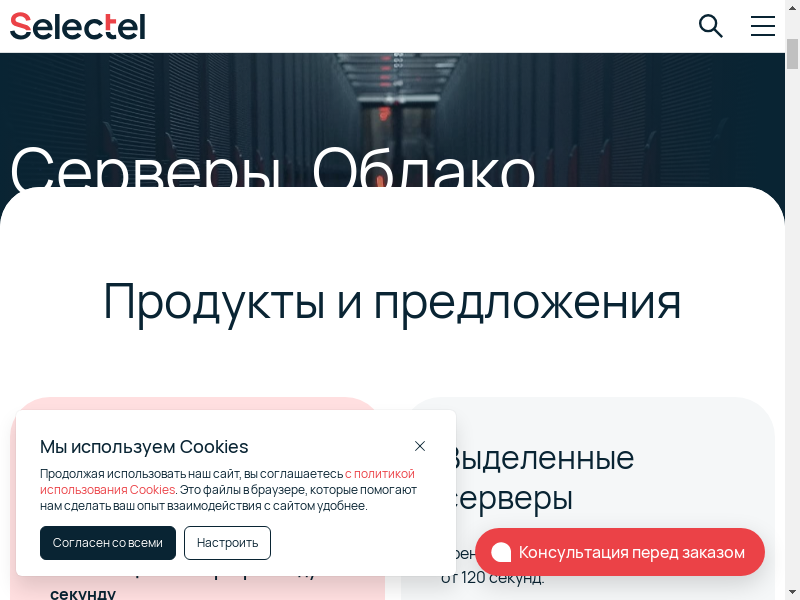 Selectel
Серверы. Облако
Продукты и предложения
Мы используем Cookies
Продолжая использовать наш сайт, вы соглашаетесь с политикой
использования Cookies. Это файлы в браузере, которые помогают
нам сделать ваш опыт взаимодействия с сайтом удобнее.
Согласен со всеми
Настроить
секунду
Выделенные
серверы
от 120 секунд.
Консультация перед заказом